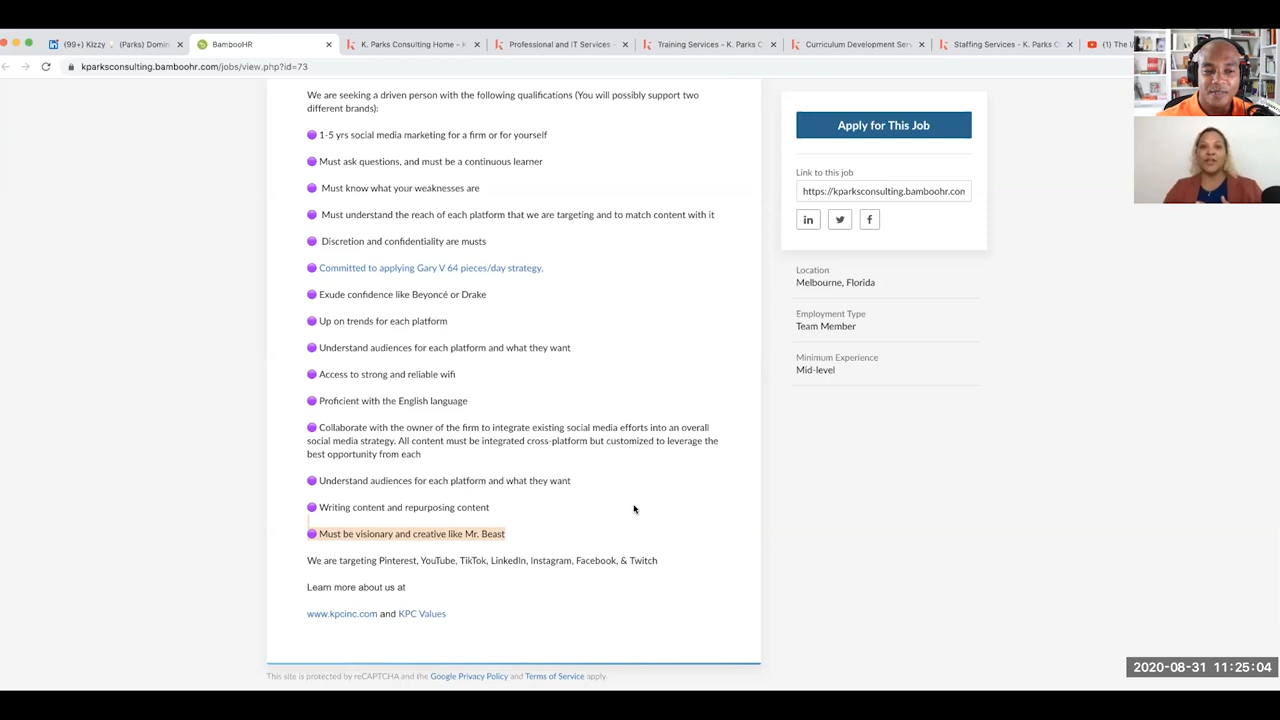 (99+) Kizzy
(Parks) Domin
BambooHR
K. Parks Consulting Home - K
Professional and IT Services -
Training Services - K. Parks C
Curriculum Development Serv
Staffing Services - K. Parks C
(1) The I
kparksconsulting.bamboohr.com/jobs/view.php?id=73
We are seeking a driven person with the following qualifications (You will possibly support two
different brands):
1-5 yrs social media marketing for a firm or for yourself
Must ask questions, and must be a continuous learner
Must know what your weaknesses are
Must understand the reach of each platform that we are targeting and to match content with it
Discretion and confidentiality are musts
Committed to applying Gary V 64 pieces/day strategy.
Exude confidence like Beyoncé or Drake
Up on trends for each platform
Understand audiences for each platform and what they want
Access to strong and reliable wifi
Proficient with the English language
Collaborate with the owner of the firm to integrate existing social media efforts into an overall
social media strategy. All content must be integrated cross-platform but customized to leverage the
best opportunity from each
Understand audiences for each platform and what they want
Writing content and repurposing content
Must be visionary and creative like Mr. Beast
We are targeting Pinterest, YouTube, TikTok, LinkedIn, Instagram, Facebook, & Twitch
Learn more about us at
www.kpcinc.com and KPC Values
This site is protected by reCAPTCHA and the Google Privacy Policy and Terms of Service apply.
Apply for This Job
Link to this job
https://kparksconsulting.bamboohr.con
Location
Melbourne, Florida
Employment Type
Team Member
Minimum Experience
Mid-level
2020-08-31 11:25:04